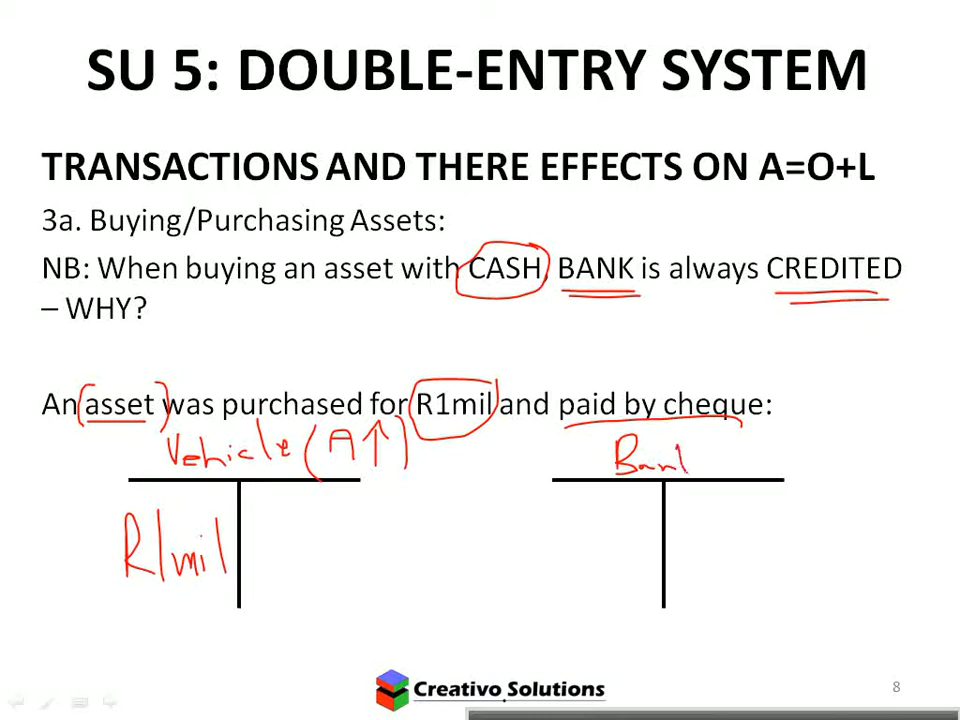 SU 5: DOUBLE-ENTRY SYSTEM
TRANSACTIONS AND THERE EFFECTS ON A=O+L
3a. Buying/Purchasing Assets:
NB: When buying an asset with CASH, BANK is always CREDITED
– WHY?
An asset was purchased for R1mil and paid by cheque:
Vehicle (A↑)
Bank
R1mil
Creativo Solutions
8